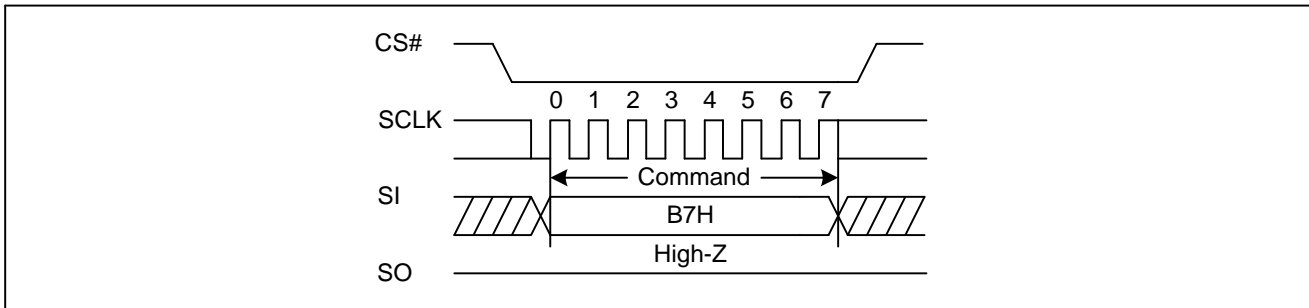 CS#
0 1 2 3 4 5 6 7
SCLK
Command
SI
B7H
High-Z
SO